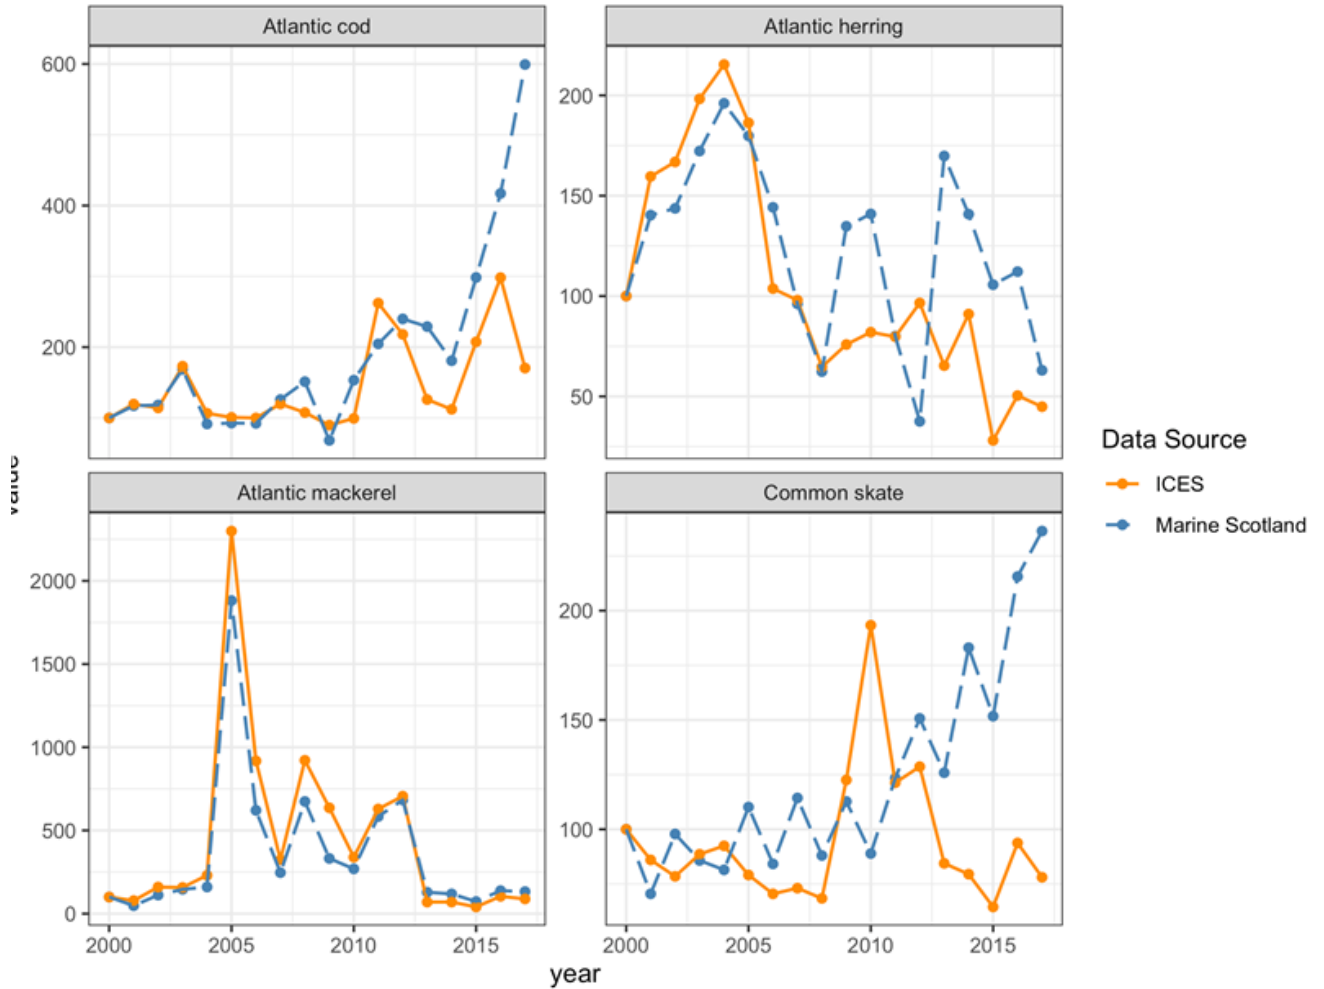 Atlantic cod
Atlantic herring
600
400
200
200
150
100
50
Data Source
ICES
Marine Scotland
value
Atlantic mackerel
Common skate
2000
1500
1000
500
0
200
150
100
2000 2005 2010 2015
2000 2005 2010 2015
year